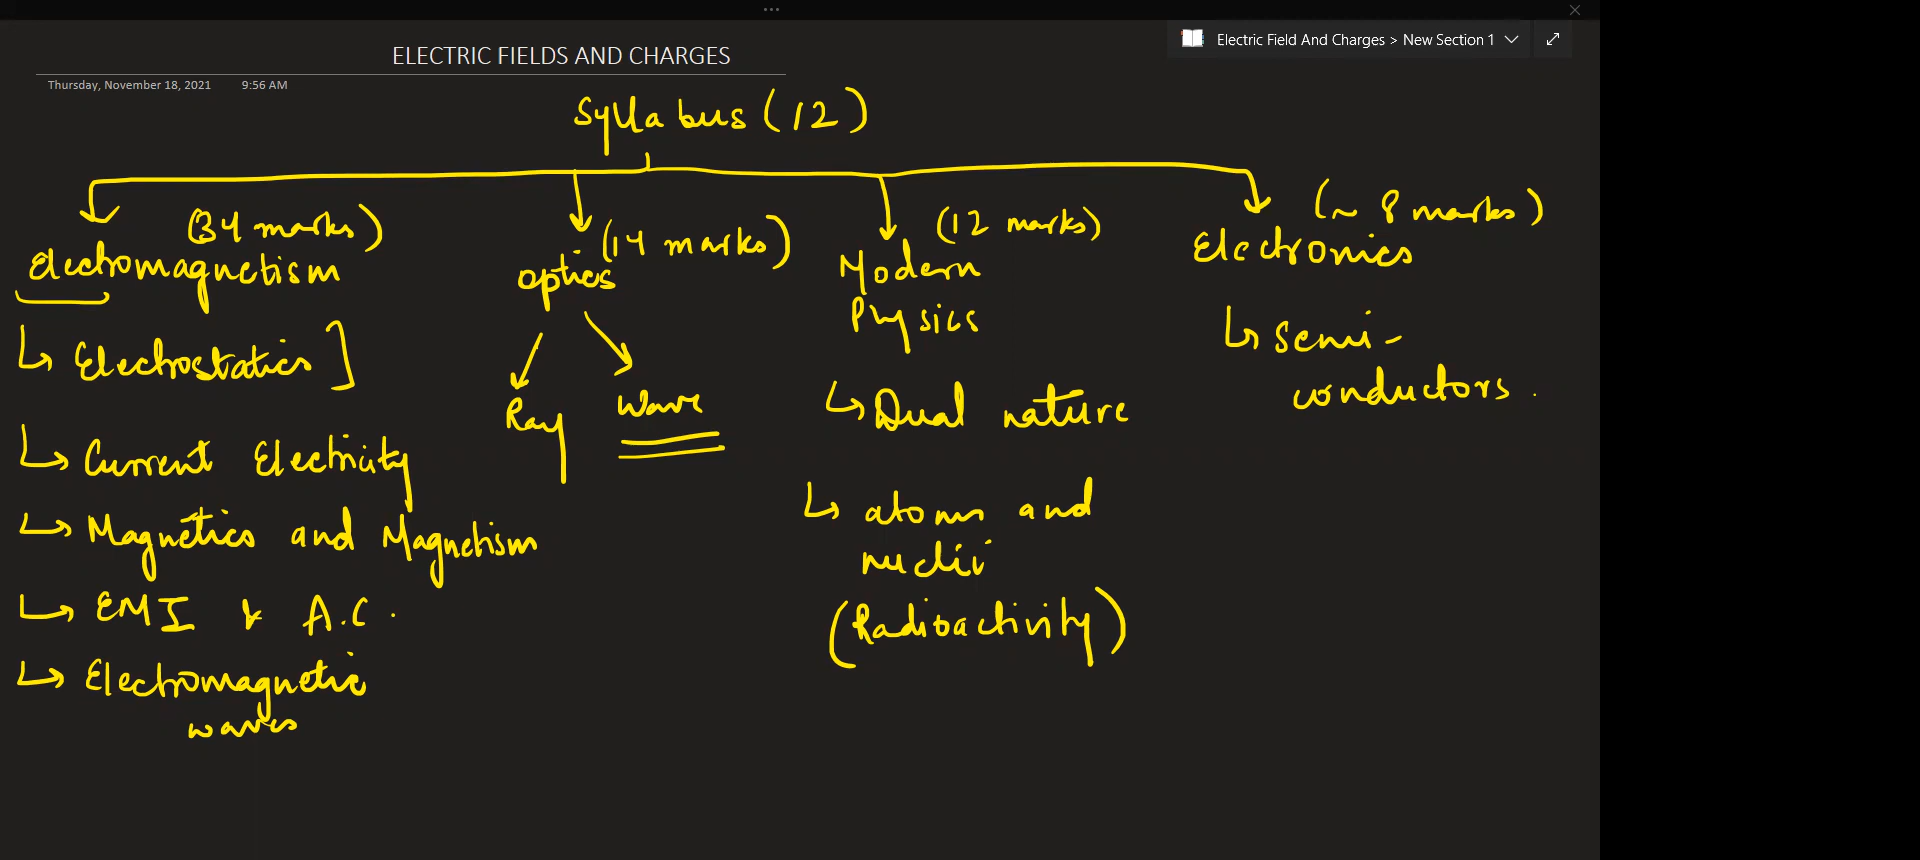 Electric Field And Charges > New Section 1
ELECTRIC FIELDS AND CHARGES
Thursday, November 18, 2021 9:56 AM
Syllabus (12)
(34 marks)
Electromagnetism
↳ Electrostatics]
↳ Current Electricity
↳ Magnetics and Magnetism
↳ EMI & A.C.
↳ Electromagnetic
waves
(14 marks)
optics
Ray
Wave
(12 marks)
Modern
Physics
↳ Dual nature
↳ atoms and
nuclii
(Radioactivity)
(~ 8 marks)
Electronics
↳ semi-
conductors.